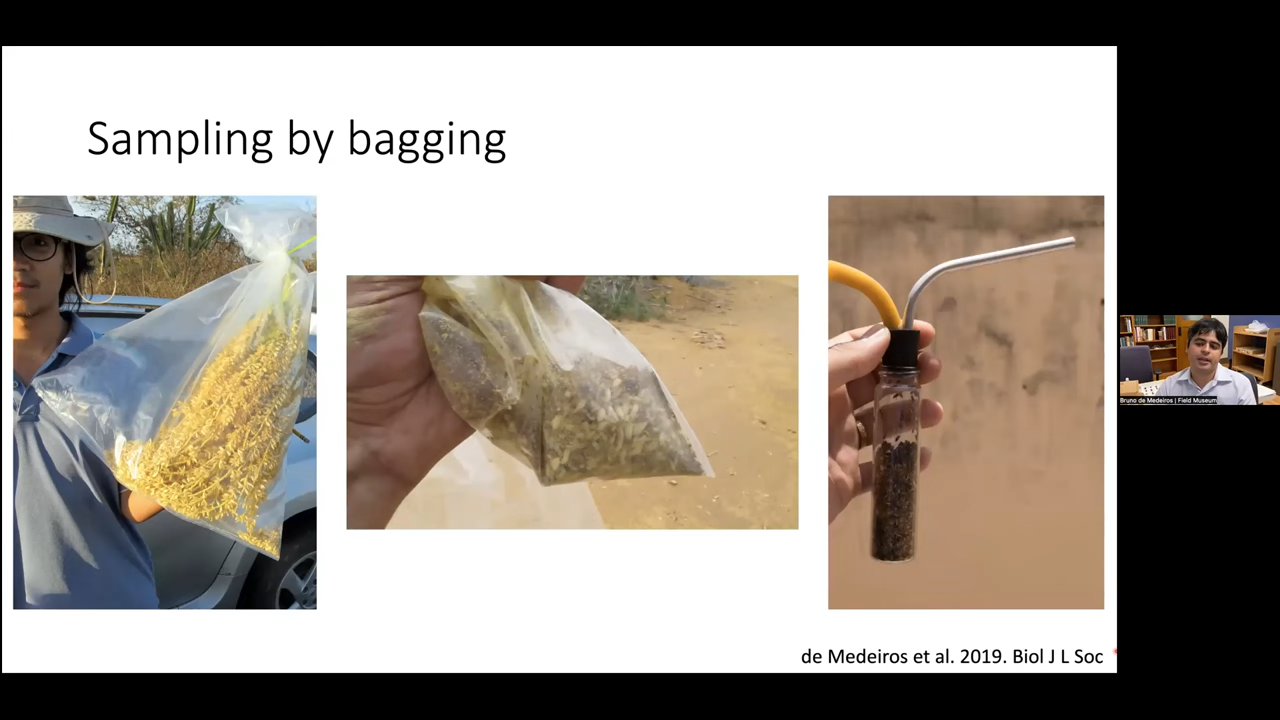 Sampling by bagging
Bruno de Medeiros | Field Museum
de Medeiros et al. 2019. Biol J L Soc